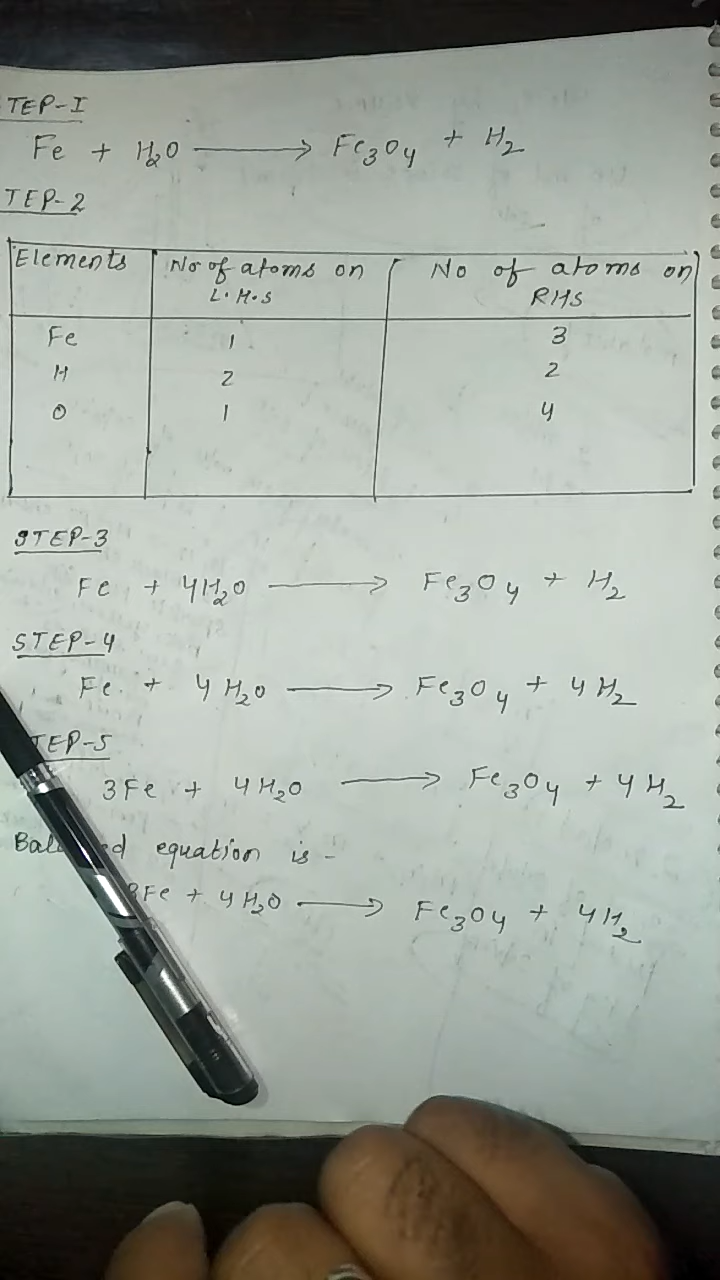 TEP-I
Fe + H₂O ⟶ Fe₃O₄ + H₂
TEP-2
Elements No of atoms on L.H.S No of atoms on RHS
Fe 1 3
H 2 2
O 1 4
STEP-3
Fe + 4H₂O ⟶ Fe₃O₄ + H₂
STEP-4
Fe + 4H₂O ⟶ Fe₃O₄ + 4H₂
TEP-5
3Fe + 4H₂O ⟶ Fe₃O₄ + 4H₂
equation is -
3Fe + 4H₂O ⟶ Fe₃O₄ + 4H₂